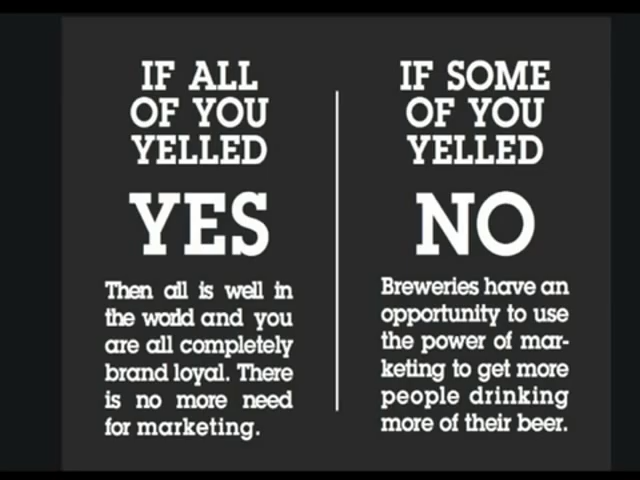 IF ALL
OF YOU
YELLED
YES
Then all is well in
the world and you
are all completely
brand loyal. There
is no more need
for marketing.
IF SOME
OF YOU
YELLED
NO
Breweries have an
opportunity to use
the power of mar-
keting to get more
people drinking
more of their beer.